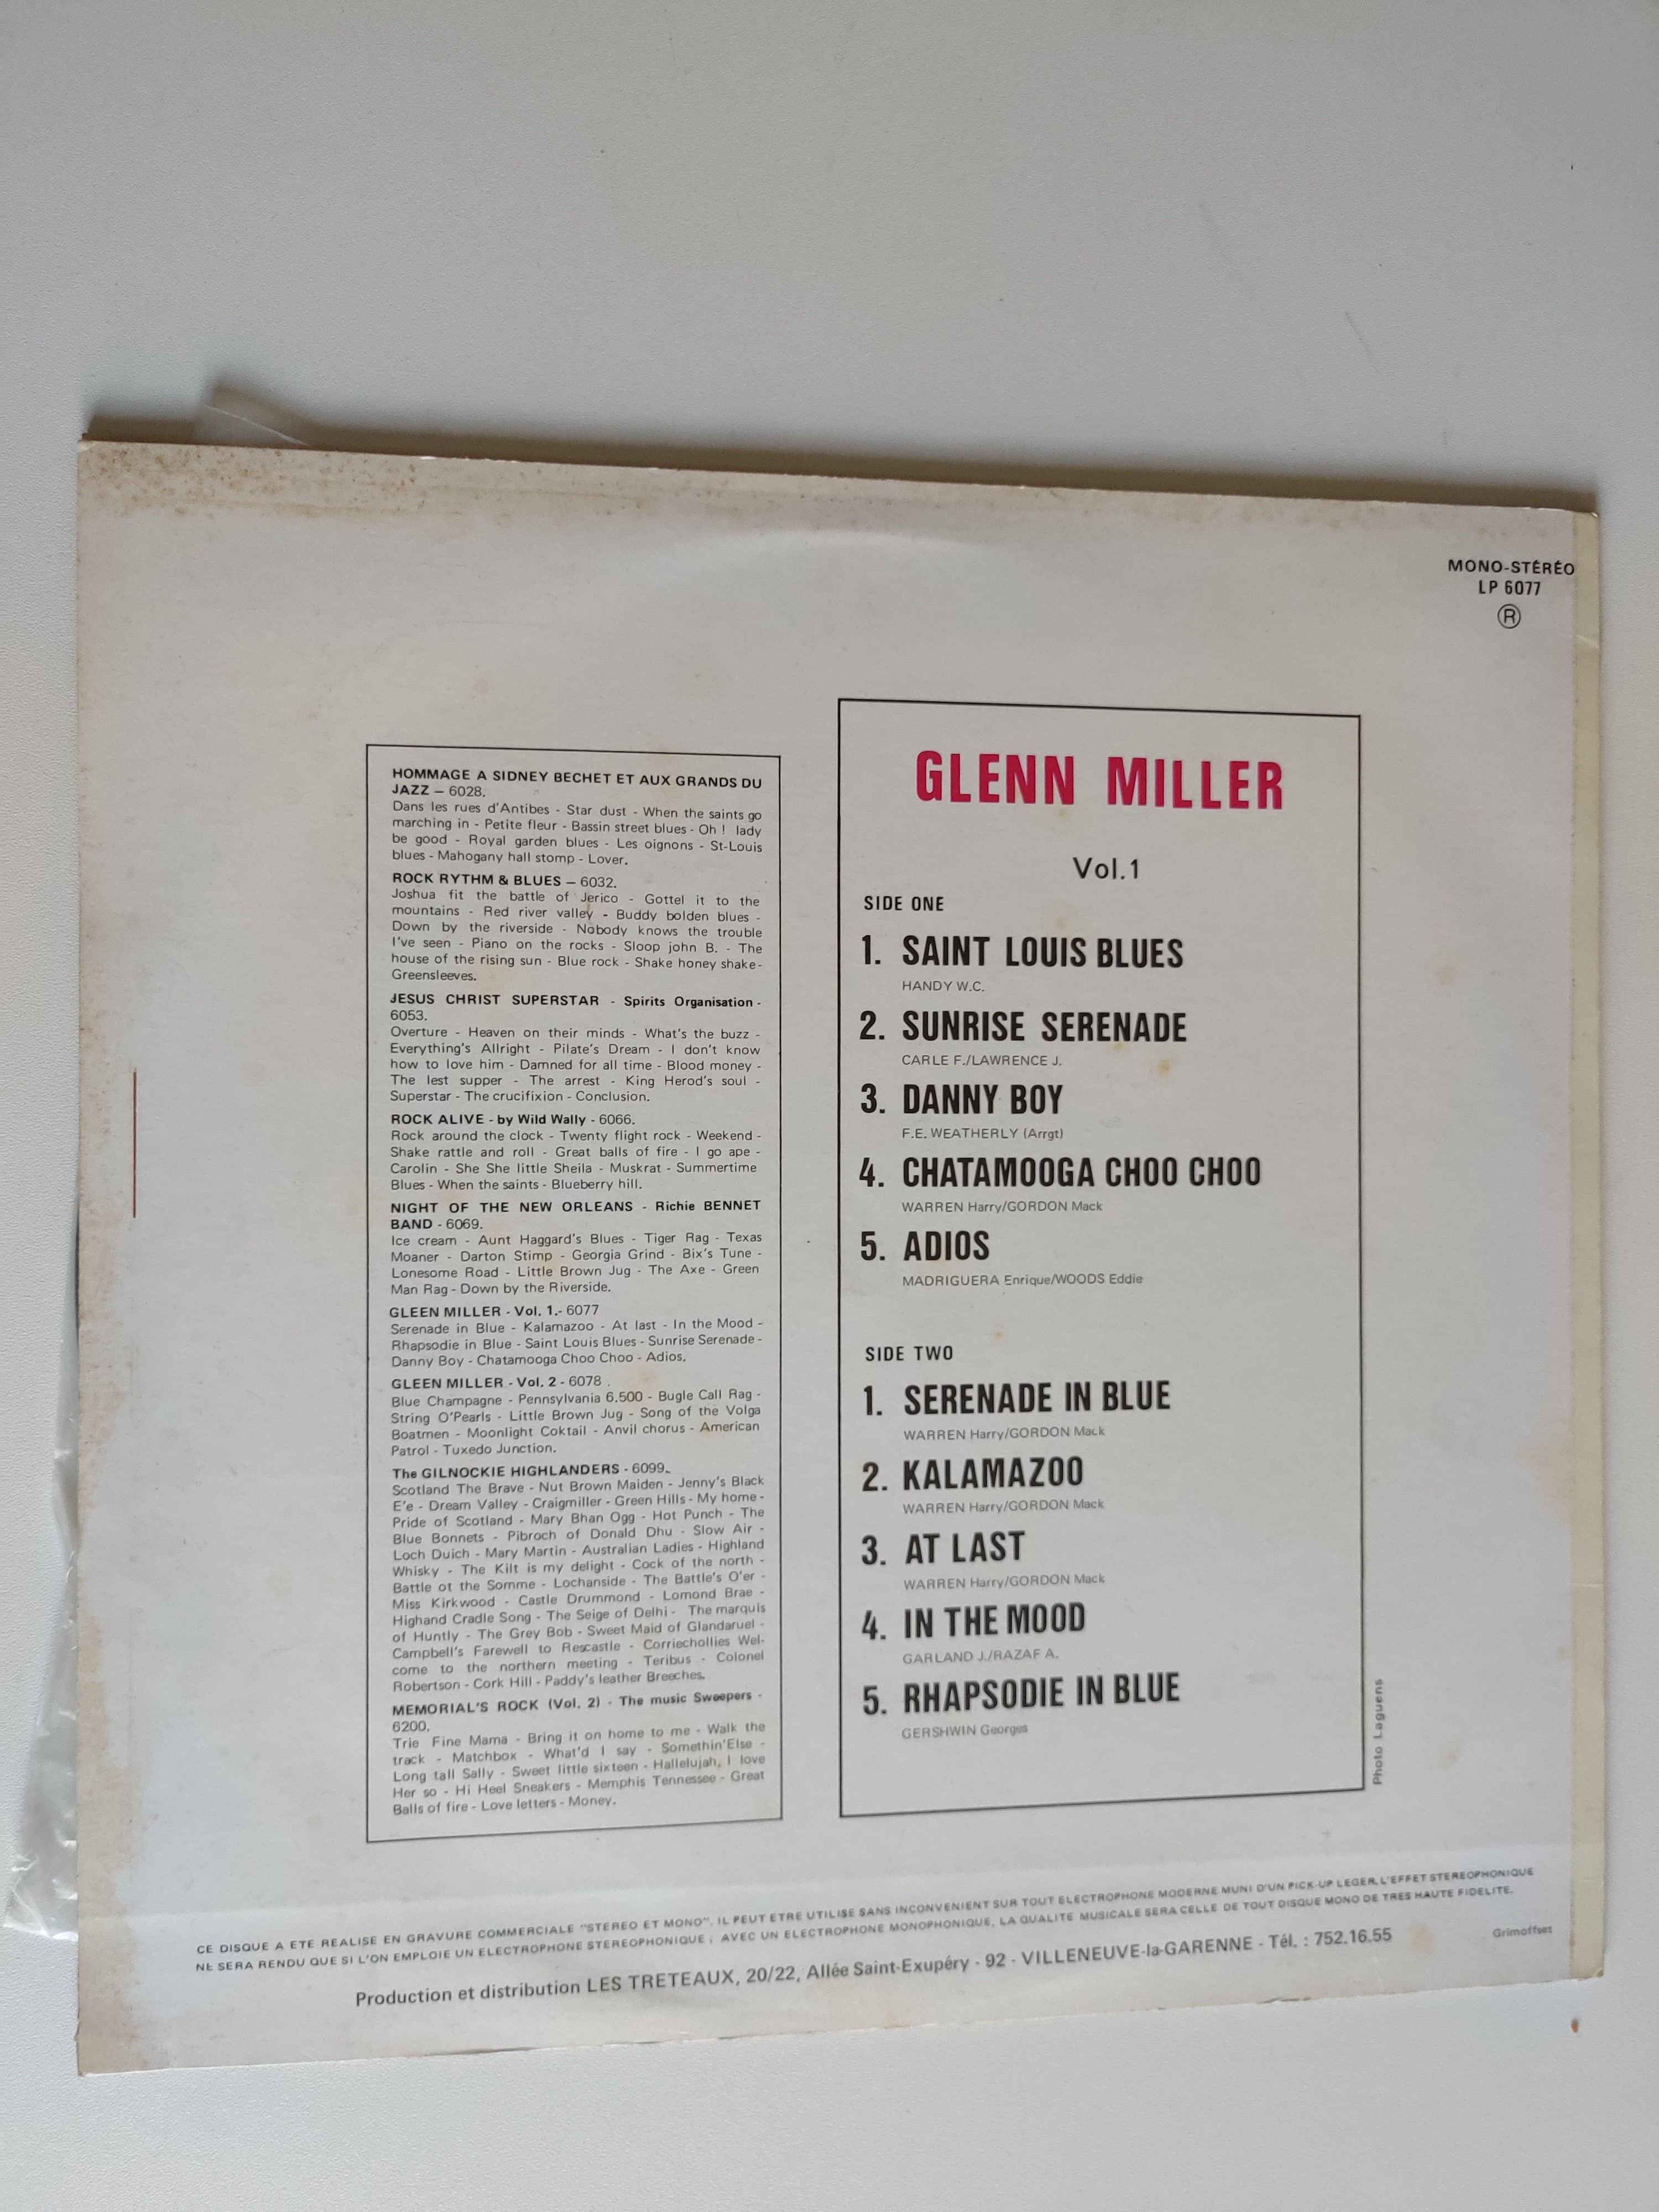 MONO-STÉRÉO
LP 6077
Ⓡ
HOMMAGE A SIDNEY BECHET ET AUX GRANDS DU
JAZZ – 6028.
Dans les rues d'Antibes - Star dust - When the saints go
marching in - Petite fleur - Bassin street blues - Oh ! lady
be good - Royal garden blues - Les oignons - St-Louis
blues - Mahogany hall stomp - Lover.
ROCK RYTHM & BLUES – 6032.
Joshua fit the battle of Jerico - Gottel it to the
mountains - Red river valley - Buddy bolden blues -
Down by the riverside - Nobody knows the trouble
I've seen - Piano on the rocks - Sloop john B. - The
house of the rising sun - Blue rock - Shake honey shake-
Greensleeves.
JESUS CHRIST SUPERSTAR - Spirits Organisation -
6053.
Overture - Heaven on their minds - What's the buzz -
Everything's Allright - Pilate's Dream - I don't know
how to love him - Damned for all time - Blood money -
The lest supper - The arrest - King Herod's soul -
Superstar - The crucifixion - Conclusion.
ROCK ALIVE - by Wild Wally - 6066.
Rock around the clock - Twenty flight rock - Weekend -
Shake rattle and roll - Great balls of fire - I go ape -
Carolin - She She little Sheila - Muskrat - Summertime
Blues - When the saints - Blueberry hill.
NIGHT OF THE NEW ORLEANS - Richie BENNET
BAND - 6069.
Ice cream - Aunt Haggard's Blues - Tiger Rag - Texas
Moaner - Darton Stimp - Georgia Grind - Bix's Tune -
Lonesome Road - Little Brown Jug - The Axe - Green
Man Rag - Down by the Riverside.
GLEEN MILLER - Vol. 1.- 6077
Serenade in Blue - Kalamazoo - At last - In the Mood -
Rhapsodie in Blue - Saint Louis Blues - Sunrise Serenade -
Danny Boy - Chatamooga Choo Choo - Adios.
GLEEN MILLER - Vol. 2 - 6078 .
Blue Champagne - Pennsylvania 6.500 - Bugle Call Rag -
String O'Pearls - Little Brown Jug - Song of the Volga
Boatmen - Moonlight Coktail - Anvil chorus - American
Patrol - Tuxedo Junction.
The GILNOCKIE HIGHLANDERS - 6099.
Scotland The Brave - Nut Brown Maiden - Jenny's Black
E'e - Dream Valley - Craigmiller - Green Hills - My home -
Pride of Scotland - Mary Bhan Ogg - Hot Punch - The
Blue Bonnets - Pibroch of Donald Dhu - Slow Air -
Loch Duich - Mary Martin - Australian Ladies - Highland
Whisky - The Kilt is my delight - Cock of the north -
Battle ot the Somme - Lochanside - The Battle's O'er -
Miss Kirkwood - Castle Drummond - Lomond Brae -
Highand Cradle Song - The Seige of Delhi - The marquis
of Huntly - The Grey Bob - Sweet Maid of Glandaruel -
Campbell's Farewell to Rescastle - Corriechollies Wel-
come to the northern meeting - Teribus - Colonel
Robertson - Cork Hill - Paddy's leather Breeches.
MEMORIAL'S ROCK (Vol. 2) - The music Sweepers -
6200.
Trie Fine Mama - Bring it on home to me - Walk the
track - Matchbox - What'd I say - Somethin'Else -
Long tall Sally - Sweet little sixteen - Hallelujah, I love
Her so - Hi Heel Sneakers - Memphis Tennessee - Great
Balls of fire - Love letters - Money.
GLENN MILLER
Vol.1
SIDE ONE
1. SAINT LOUIS BLUES
HANDY W.C.
2. SUNRISE SERENADE
CARLE F./LAWRENCE J.
3. DANNY BOY
F.E. WEATHERLY (Arrgt)
4. CHATAMOOGA CHOO CHOO
WARREN Harry/GORDON Mack
5. ADIOS
MADRIGUERA Enrique/WOODS Eddie
SIDE TWO
1. SERENADE IN BLUE
WARREN Harry/GORDON Mack
2. KALAMAZOO
WARREN Harry/GORDON Mack
3. AT LAST
WARREN Harry/GORDON Mack
4. IN THE MOOD
GARLAND J./RAZAF A.
5. RHAPSODIE IN BLUE
GERSHWIN Georges
Photo Laguens
CE DISQUE A ETE REALISE EN GRAVURE COMMERCIALE "STEREO ET MONO". IL PEUT ETRE UTILISE SANS INCONVENIENT SUR TOUT ELECTROPHONE MODERNE MUNI D'UN PICK-UP LEGER, L'EFFET STEREOPHONIQUE
NE SERA RENDU QUE SI L'ON EMPLOIE UN ELECTROPHONE STEREOPHONIQUE ; AVEC UN ELECTROPHONE MONOPHONIQUE, LA QUALITE MUSICALE SERA CELLE DE TOUT DISQUE MONO DE TRES HAUTE FIDELITE.
Production et distribution LES TRETEAUX, 20/22, Allée Saint-Exupéry - 92 - VILLENEUVE-la-GARENNE - Tél. : 752.16.55
Grimoffset